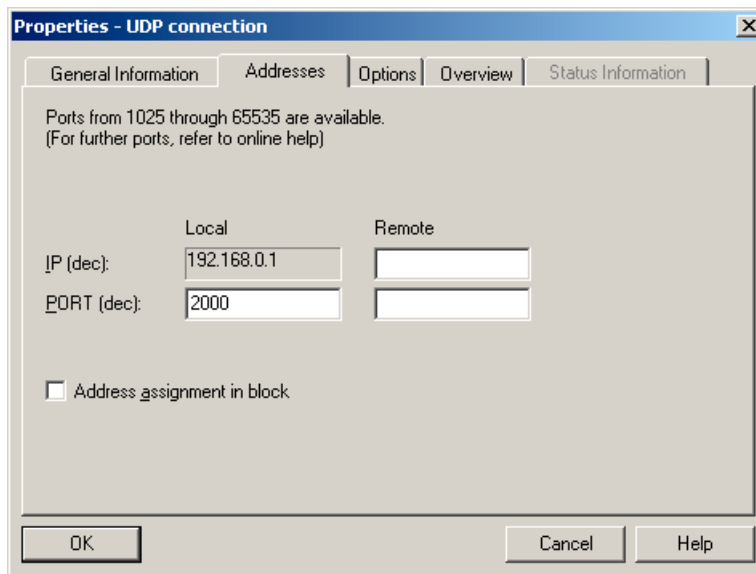 Properties - UDP connection
General Information Addresses Options Overview Status Information
Ports from 1025 through 65535 are available.
(For further ports, refer to online help)
Local Remote
IP (dec): 192.168.0.1
PORT (dec): 2000
Address assignment in block
OK Cancel Help